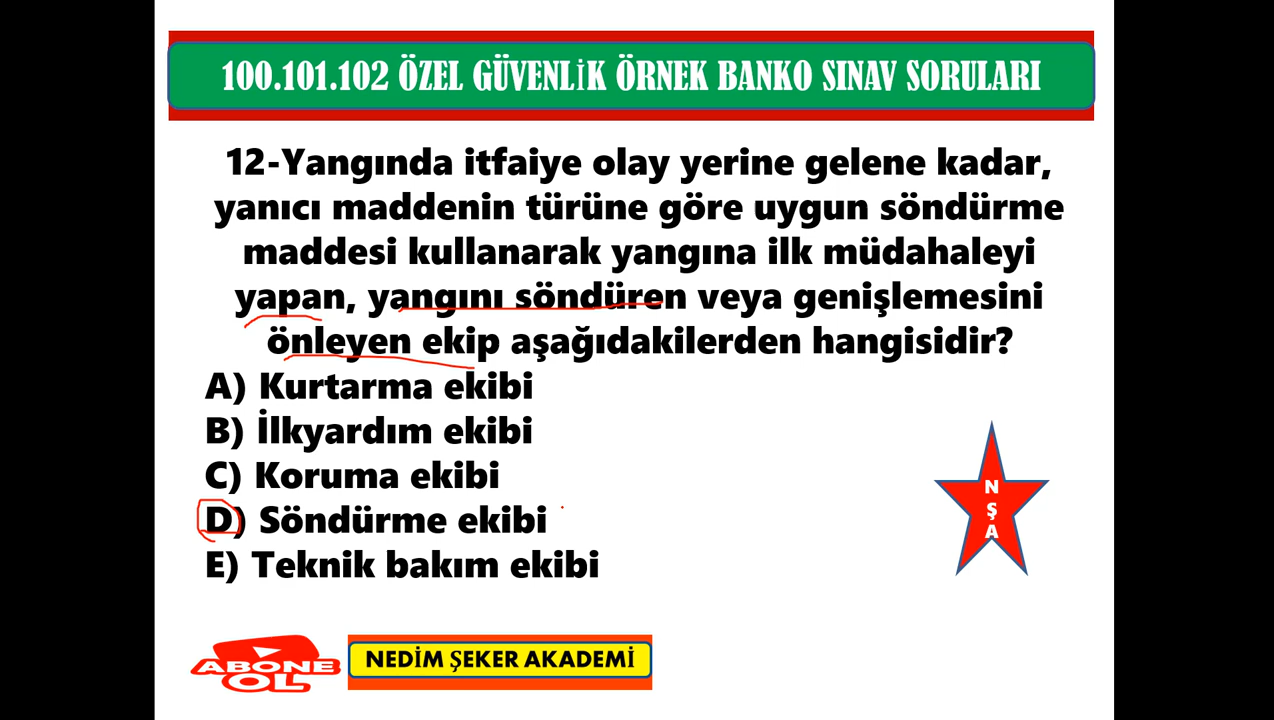 100.101.102 ÖZEL GÜVENLİK ÖRNEK BANKO SINAV SORULARI
12-Yangında itfaiye olay yerine gelene kadar,
yanıcı maddenin türüne göre uygun söndürme
maddesi kullanarak yangına ilk müdahaleyi
yapan, yangını söndüren veya genişlemesini
önleyen ekip aşağıdakilerden hangisidir?
A) Kurtarma ekibi
B) İlkyardım ekibi
C) Koruma ekibi
D) Söndürme ekibi
E) Teknik bakım ekibi
N
Ş
A
ABONE
OL
NEDİM ŞEKER AKADEMİ